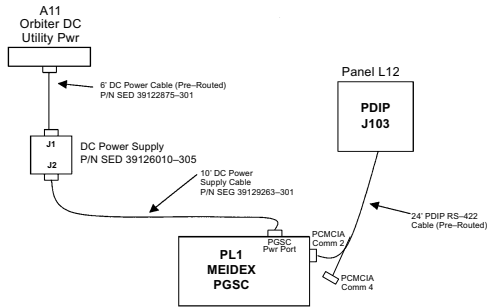 A11
Orbiter DC
Utility Pwr
6' DC Power Cable (Pre–Routed)
P/N SED 39122875–301
Panel L12
PDIP
J103
J1
J2
DC Power Supply
P/N SED 39126010–305
10' DC Power
Supply Cable
P/N SEG 39129263–301
24' PDIP RS–422
Cable (Pre–Routed)
PGSC
Pwr Port
PCMCIA
Comm 2
PL1
MEIDEX
PGSC
PCMCIA
Comm 4